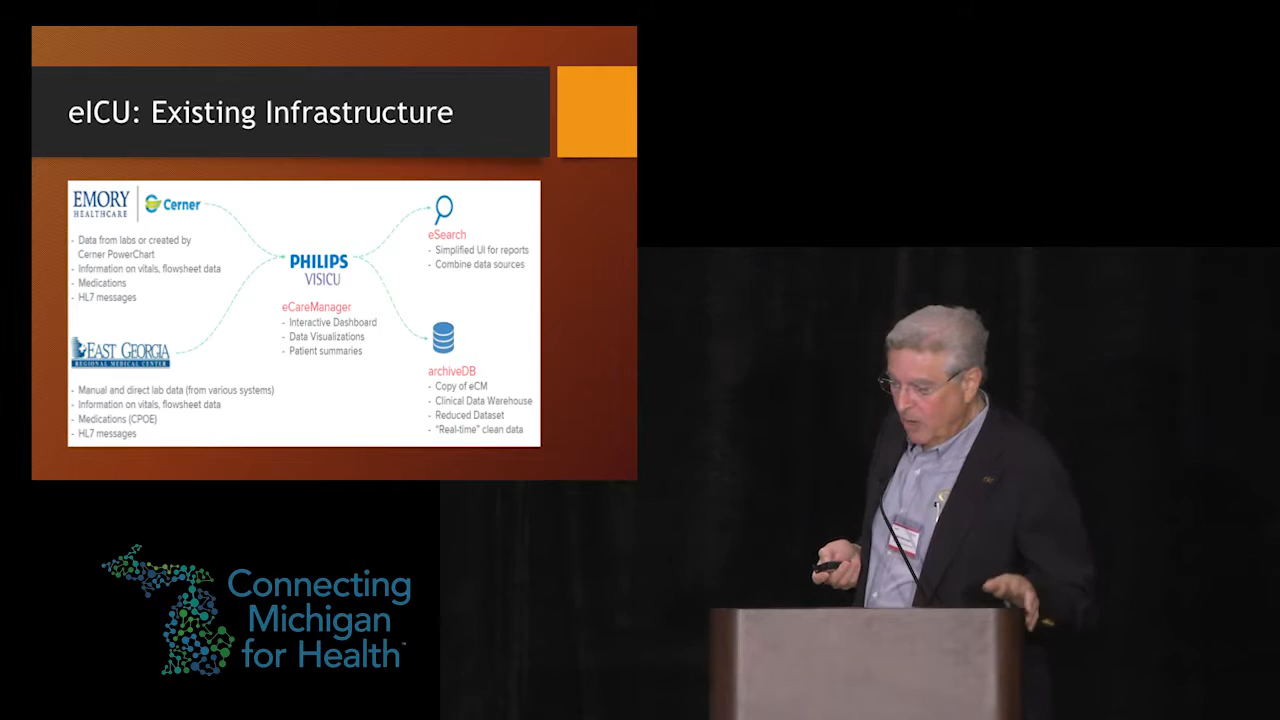 eICU: Existing Infrastructure
EMORY
HEALTHCARE
Cerner
- Data from labs or created by
Cerner PowerChart
- Information on vitals, flowsheet data
- Medications
- HL7 messages
EAST GEORGIA
REGIONAL MEDICAL CENTER
- Manual and direct lab data (from various systems)
- Information on vitals, flowsheet data
- Medications (CPOE)
- HL7 messages
PHILIPS
VISICU
eCareManager
- Interactive Dashboard
- Data Visualizations
- Patient summaries
eSearch
- Simplified UI for reports
- Combine data sources
archiveDB
- Copy of eCM
- Clinical Data Warehouse
- Reduced Dataset
- "Real-time" clean data
Connecting
Michigan
for Health™